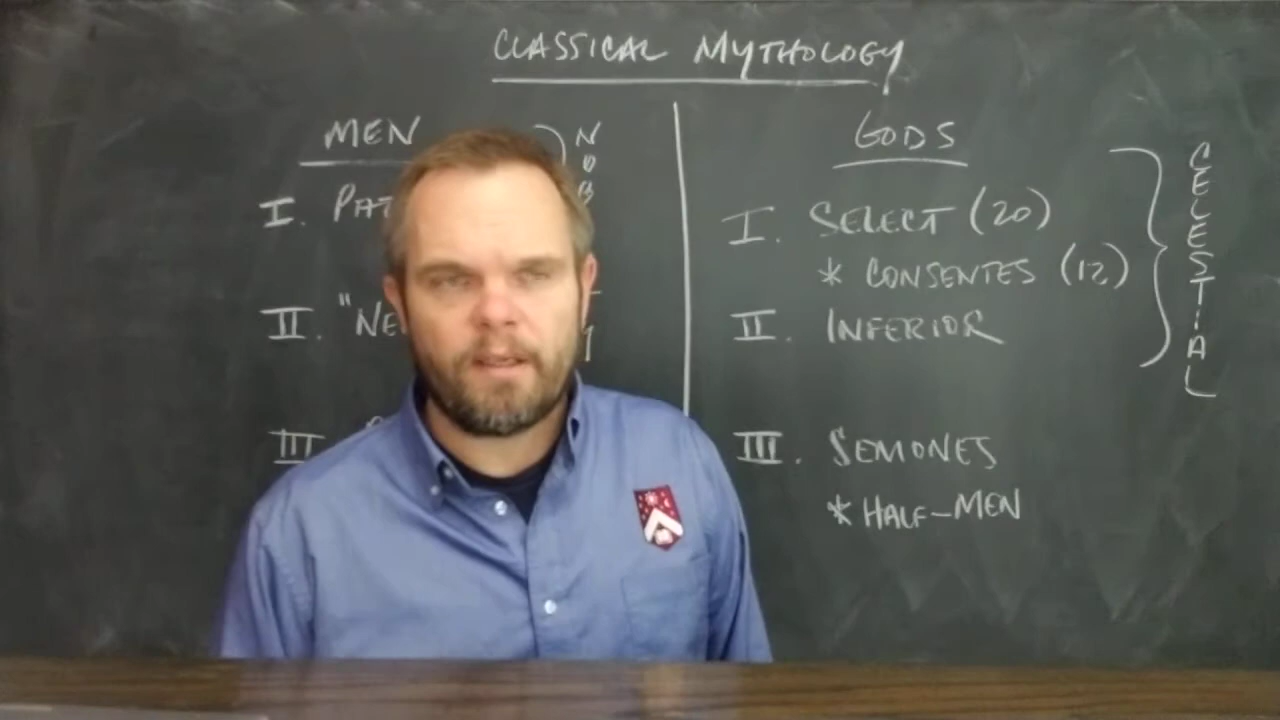 CLASSICAL MYTHOLOGY
MEN
I.
II.
III
GODS
I. SELECT (20)
* CONSENTES (12)
II. INFERIOR
III. SEMONES
* HALF-MEN
CELESTIAL